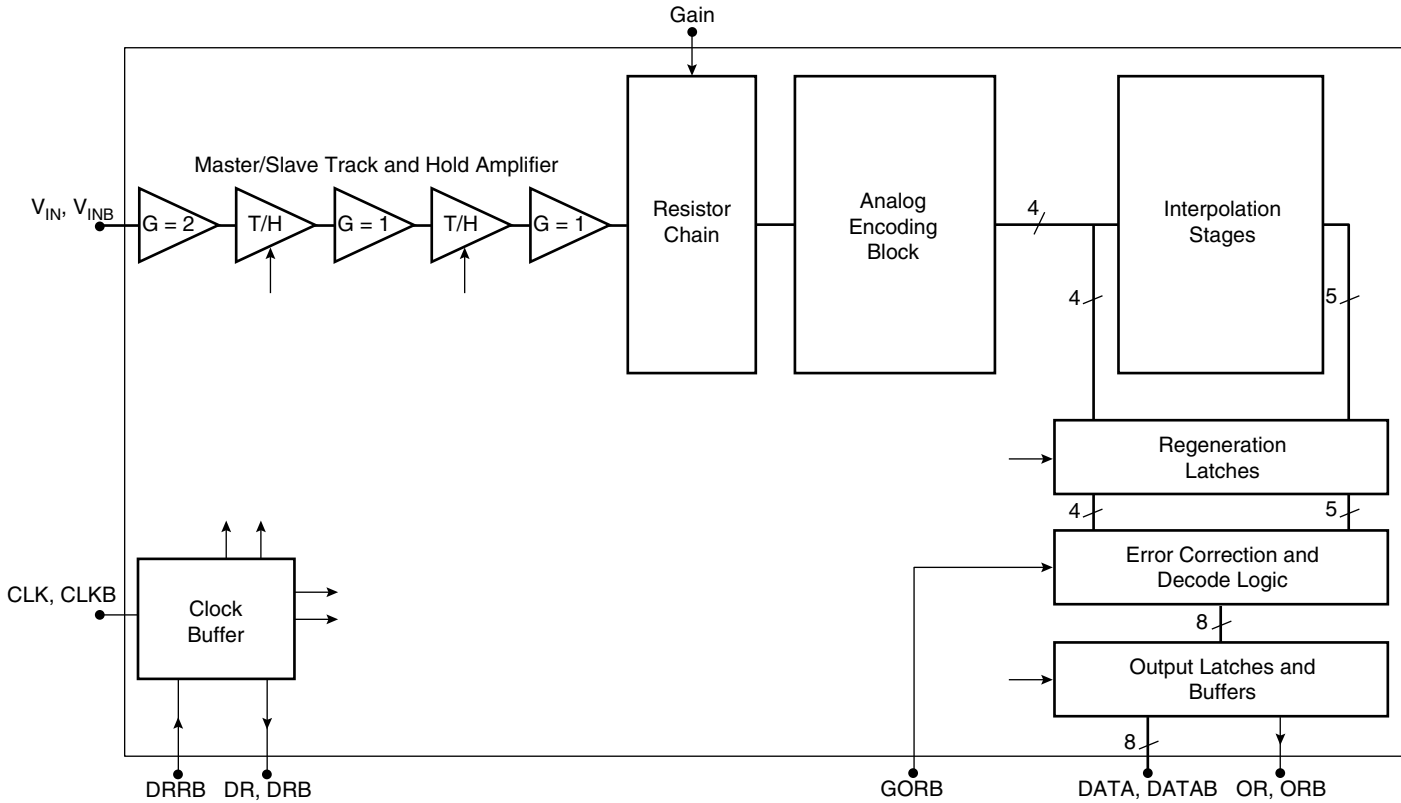 Gain
Master/Slave Track and Hold Amplifier
V_IN, V_INB
G = 2
T/H
G = 1
T/H
G = 1
Resistor
Chain
Analog
Encoding
Block
4
Interpolation
Stages
4
5
Regeneration
Latches
4
5
Error Correction and
Decode Logic
8
Output Latches and
Buffers
8
CLK, CLKB
Clock
Buffer
DRRB
DR, DRB
GORB
DATA, DATAB
OR, ORB